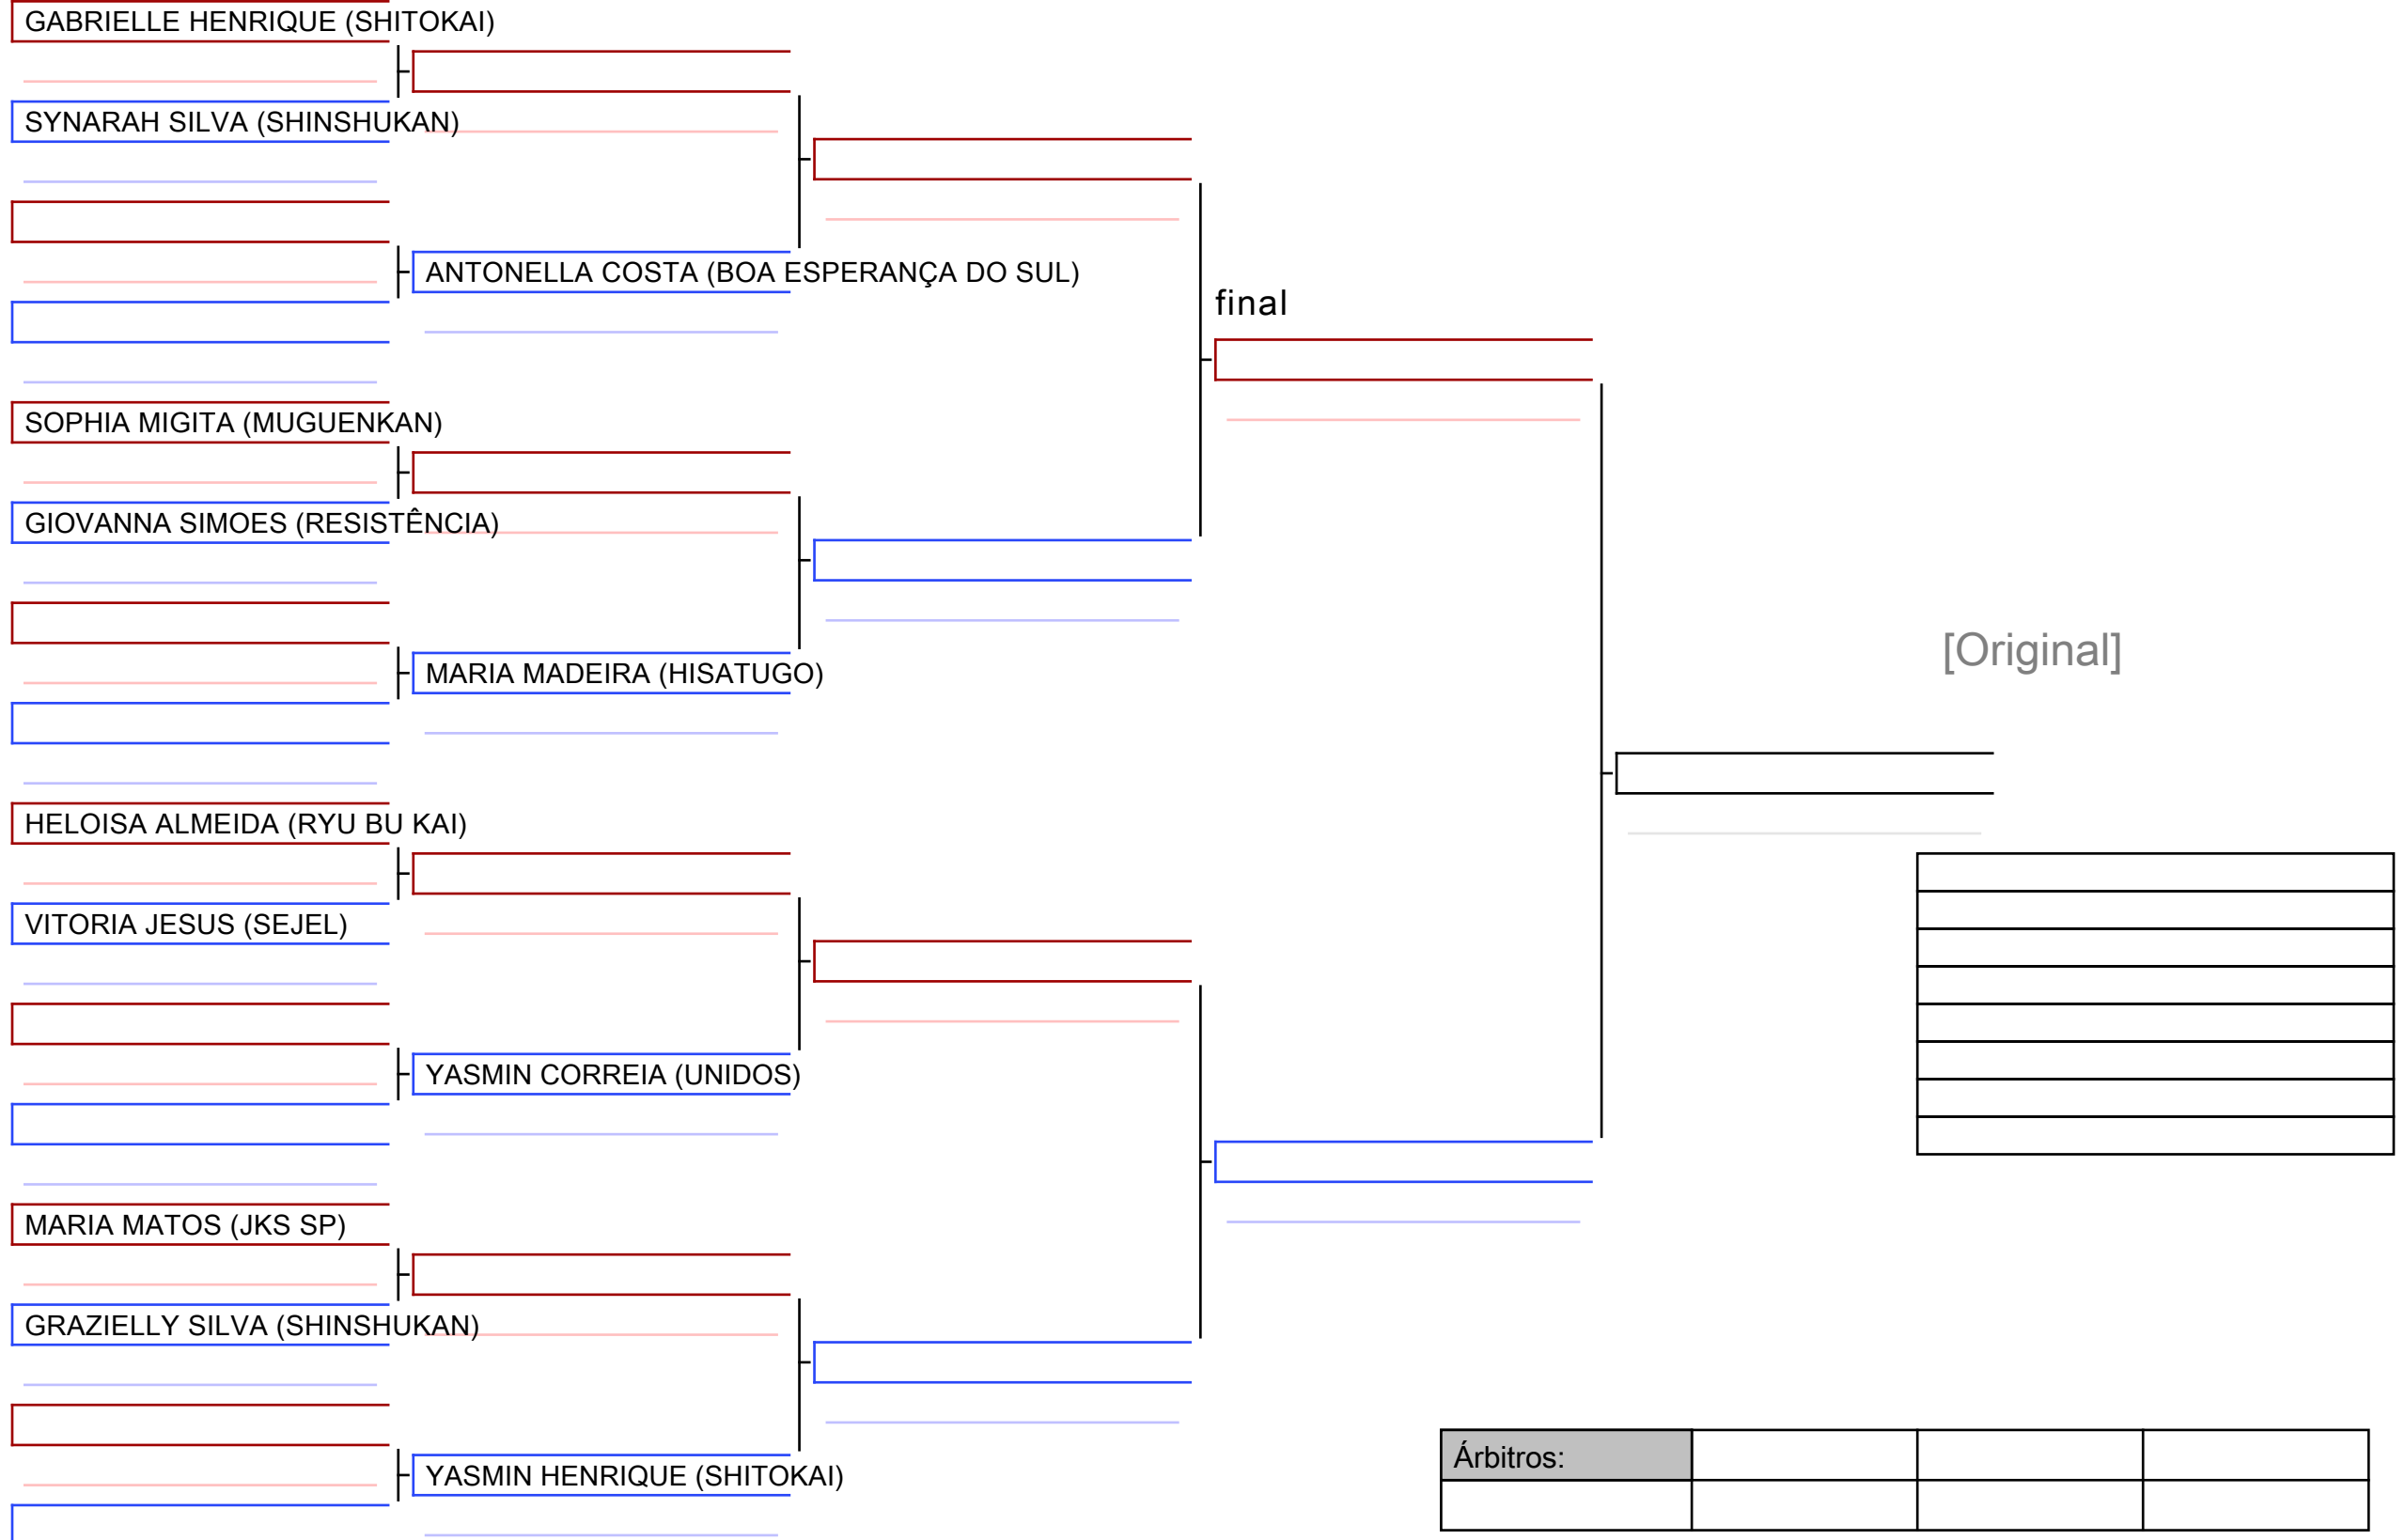 GABRIELLE HENRIQUE (SHITOKAI)
SYNARAH SILVA (SHINSHUKAN)
ANTONELLA COSTA (BOA ESPERANÇA DO SUL)
final
SOPHIA MIGITA (MUGUENKAN)
GIOVANNA SIMOES (RESISTÊNCIA)
[Original]
MARIA MADEIRA (HISATUGO)
HELOISA ALMEIDA (RYU BU KAI)
VITORIA JESUS (SEJEL)
YASMIN CORREIA (UNIDOS)
MARIA MATOS (JKS SP)
GRAZIELLY SILVA (SHINSHUKAN)
Árbitros:
YASMIN HENRIQUE (SHITOKAI)